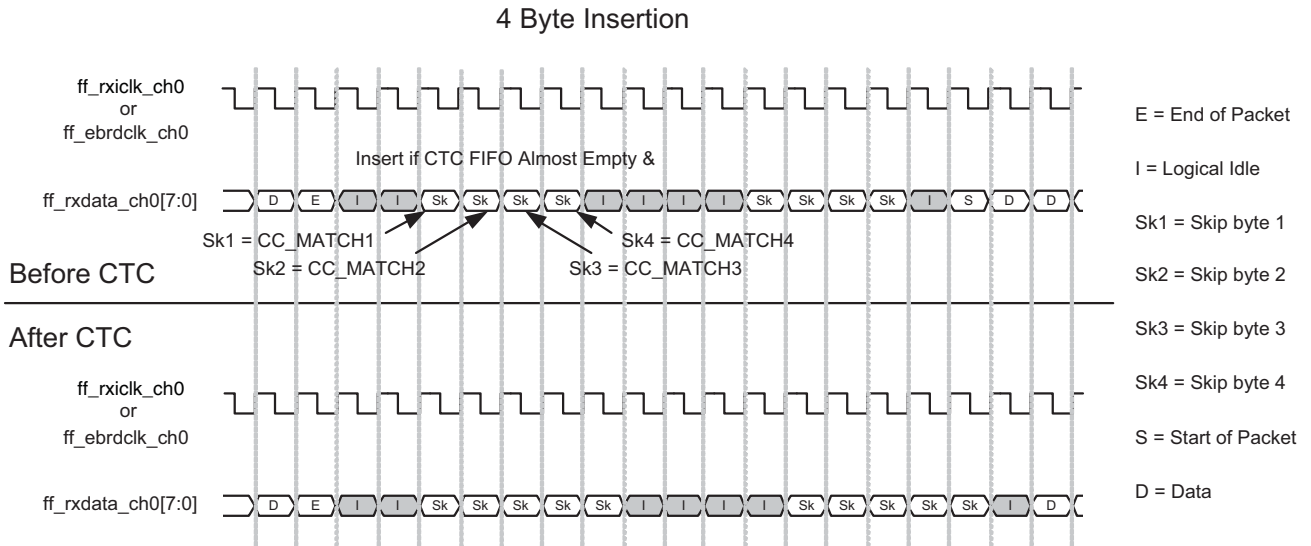 4 Byte Insertion
ff_rxiclk_ch0
or
ff_ebrdclk_ch0
Insert if CTC FIFO Almost Empty &
ff_rxdata_ch0[7:0]
D E I I Sk Sk Sk Sk I I I I Sk Sk Sk Sk I S D D
Sk1 = CC_MATCH1
Sk4 = CC_MATCH4
Sk2 = CC_MATCH2
Sk3 = CC_MATCH3
Before CTC
After CTC
ff_rxiclk_ch0
or
ff_ebrdclk_ch0
ff_rxdata_ch0[7:0]
D E I I Sk Sk Sk Sk Sk I I I I Sk Sk Sk Sk Sk I D
E = End of Packet
I = Logical Idle
Sk1 = Skip byte 1
Sk2 = Skip byte 2
Sk3 = Skip byte 3
Sk4 = Skip byte 4
S = Start of Packet
D = Data